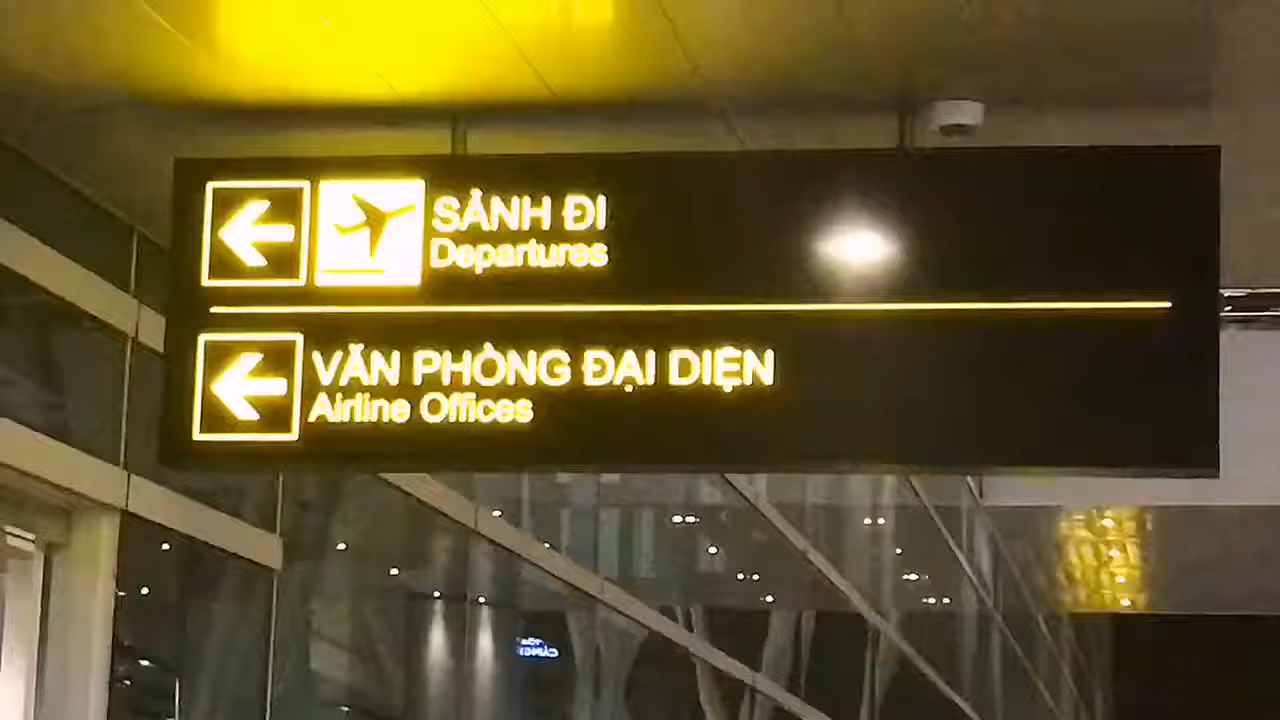 SẢNH ĐI
Departures
VĂN PHÒNG ĐẠI DIỆN
Airline Offices